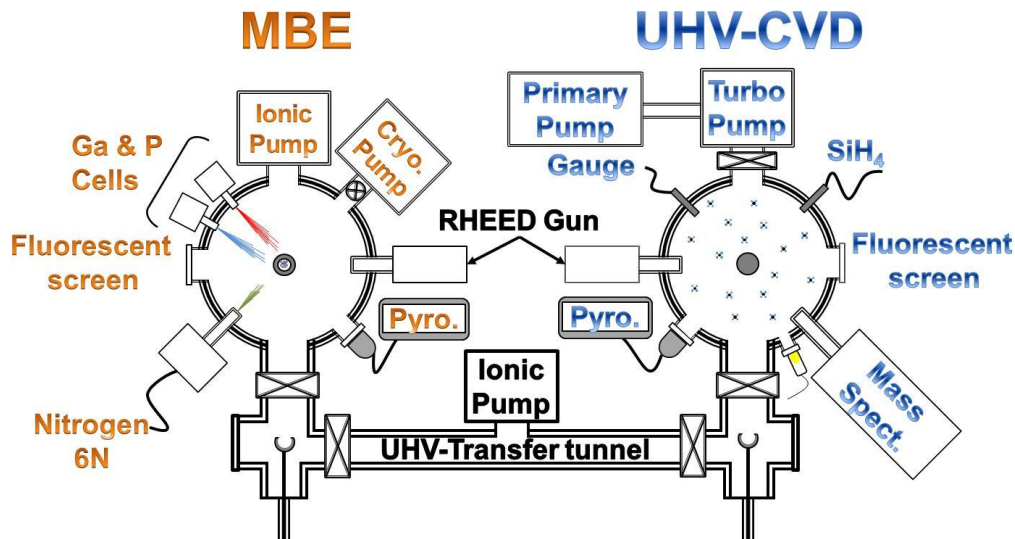 MBE
UHV-CVD
Ionic
Pump
Cryo.
Pump
Ga & P
Cells
Fluorescent
screen
Nitrogen
6N
Pyro.
RHEED Gun
Primary
Pump
Turbo
Pump
Gauge
SiH₄
Fluorescent
screen
Pyro.
Mass
Spect.
Ionic
Pump
UHV-Transfer tunnel